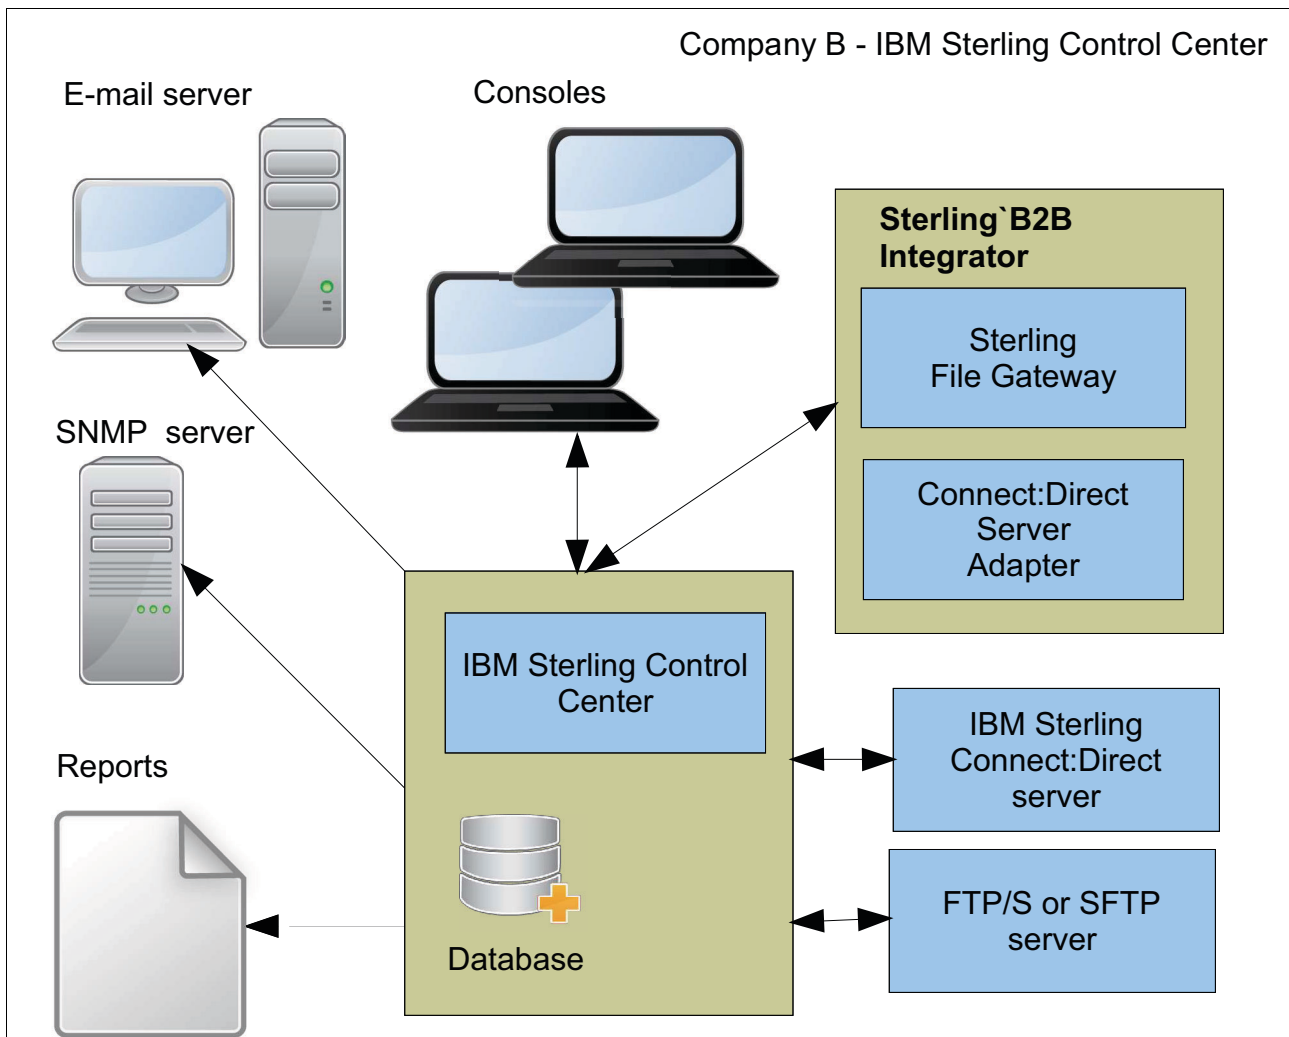 Company B - IBM Sterling Control Center
E-mail server
Consoles
Sterling`B2B
Integrator
Sterling
File Gateway
SNMP server
Connect:Direct
Server
Adapter
IBM Sterling Control
Center
IBM Sterling
Connect:Direct
server
Reports
FTP/S or SFTP
server
Database